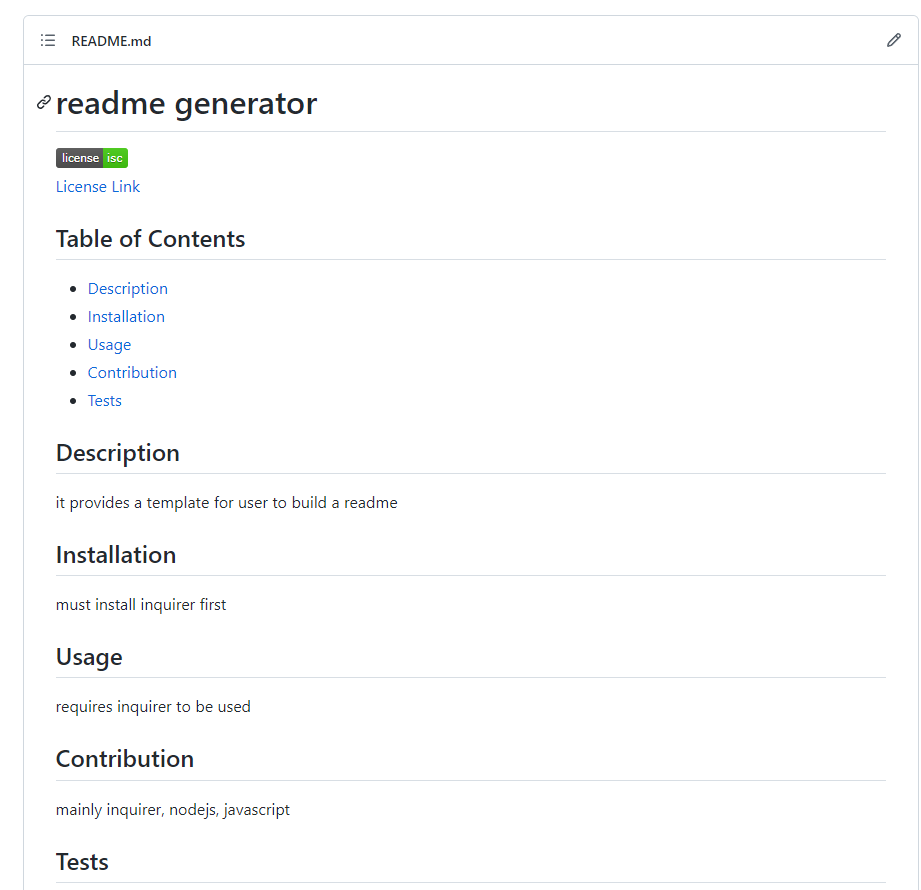 README.md
readme generator
license isc
License Link
Table of Contents
Description
Installation
Usage
Contribution
Tests
Description
it provides a template for user to build a readme
Installation
must install inquirer first
Usage
requires inquirer to be used
Contribution
mainly inquirer, nodejs, javascript
Tests